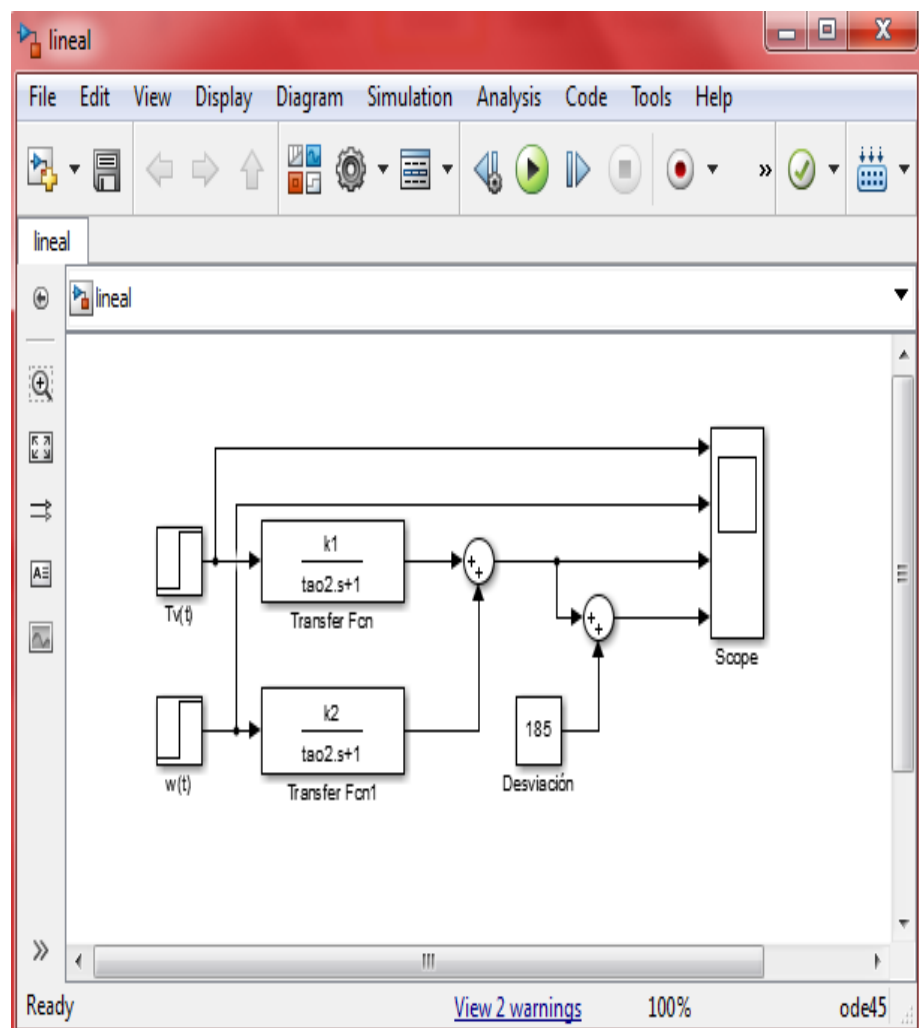 lineal
File Edit View Display Diagram Simulation Analysis Code Tools Help
»
lineal
lineal
k1
tao2.s+1
Transfer Fcn
Tv(t)
k2
tao2.s+1
Transfer Fcn1
w(t)
+
+
+
+
185
Desviación
Scope
»
Ready View 2 warnings 100% ode45